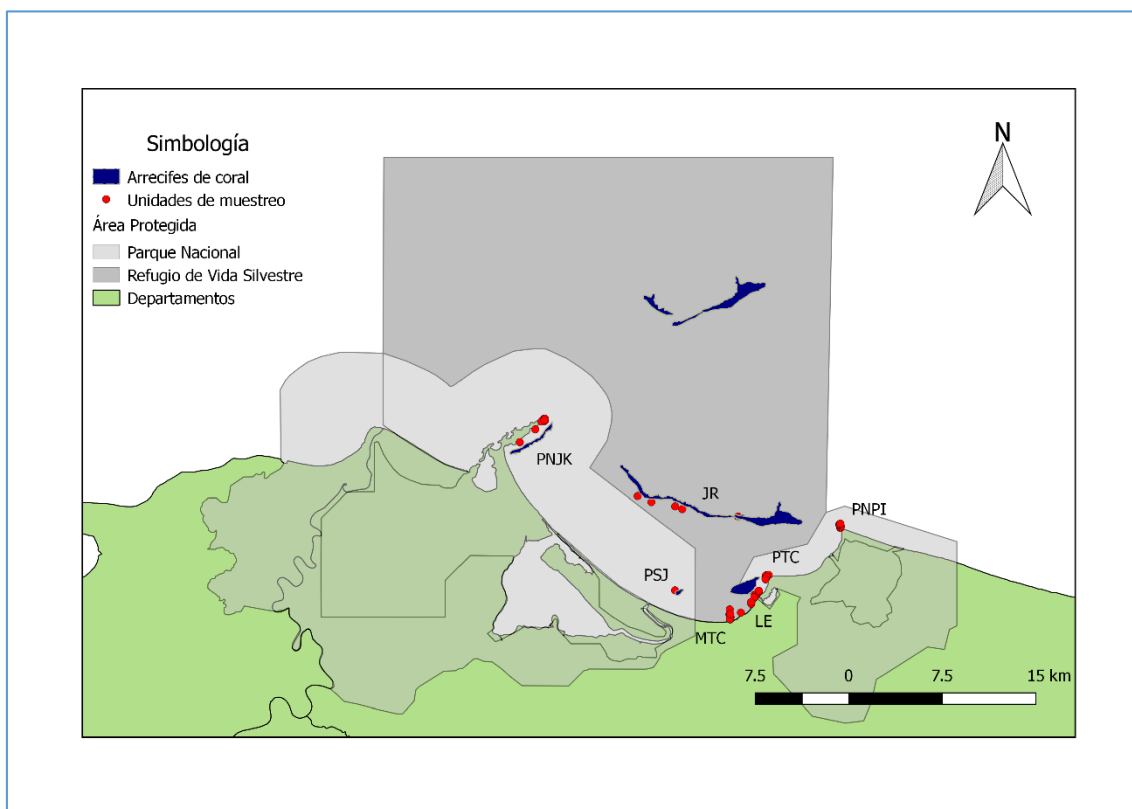 Simbología
Arrecifes de coral
Unidades de muestreo
Área Protegida
Parque Nacional
Refugio de Vida Silvestre
Departamentos
N
PNJK
JR
PNPI
PTC
PSJ
LE
MTC
7.5 0 7.5 15 km